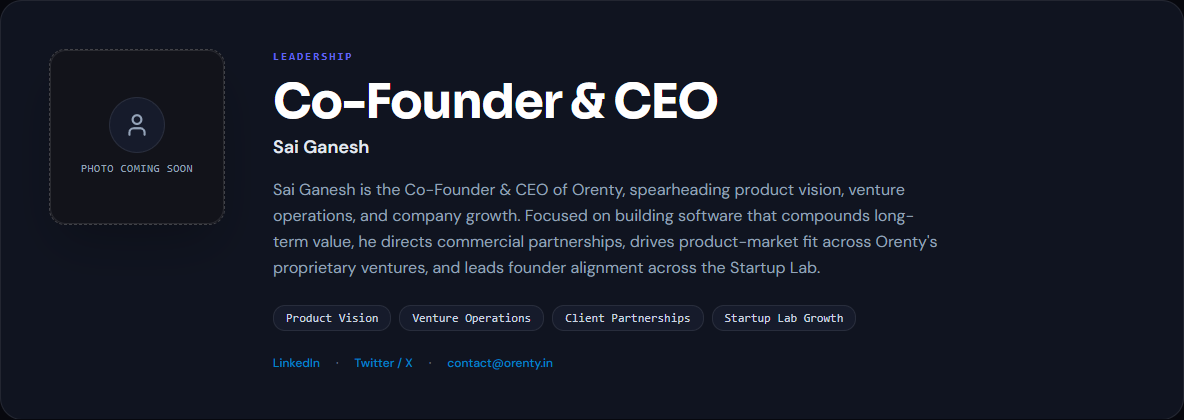 LEADERSHIP
Co-Founder & CEO
Sai Ganesh
PHOTO COMING SOON
Sai Ganesh is the Co-Founder & CEO of Orenty, spearheading product vision, venture
operations, and company growth. Focused on building software that compounds long-
term value, he directs commercial partnerships, drives product-market fit across Orenty's
proprietary ventures, and leads founder alignment across the Startup Lab.
Product Vision
Venture Operations
Client Partnerships
Startup Lab Growth
LinkedIn · Twitter / X · contact@orenty.in